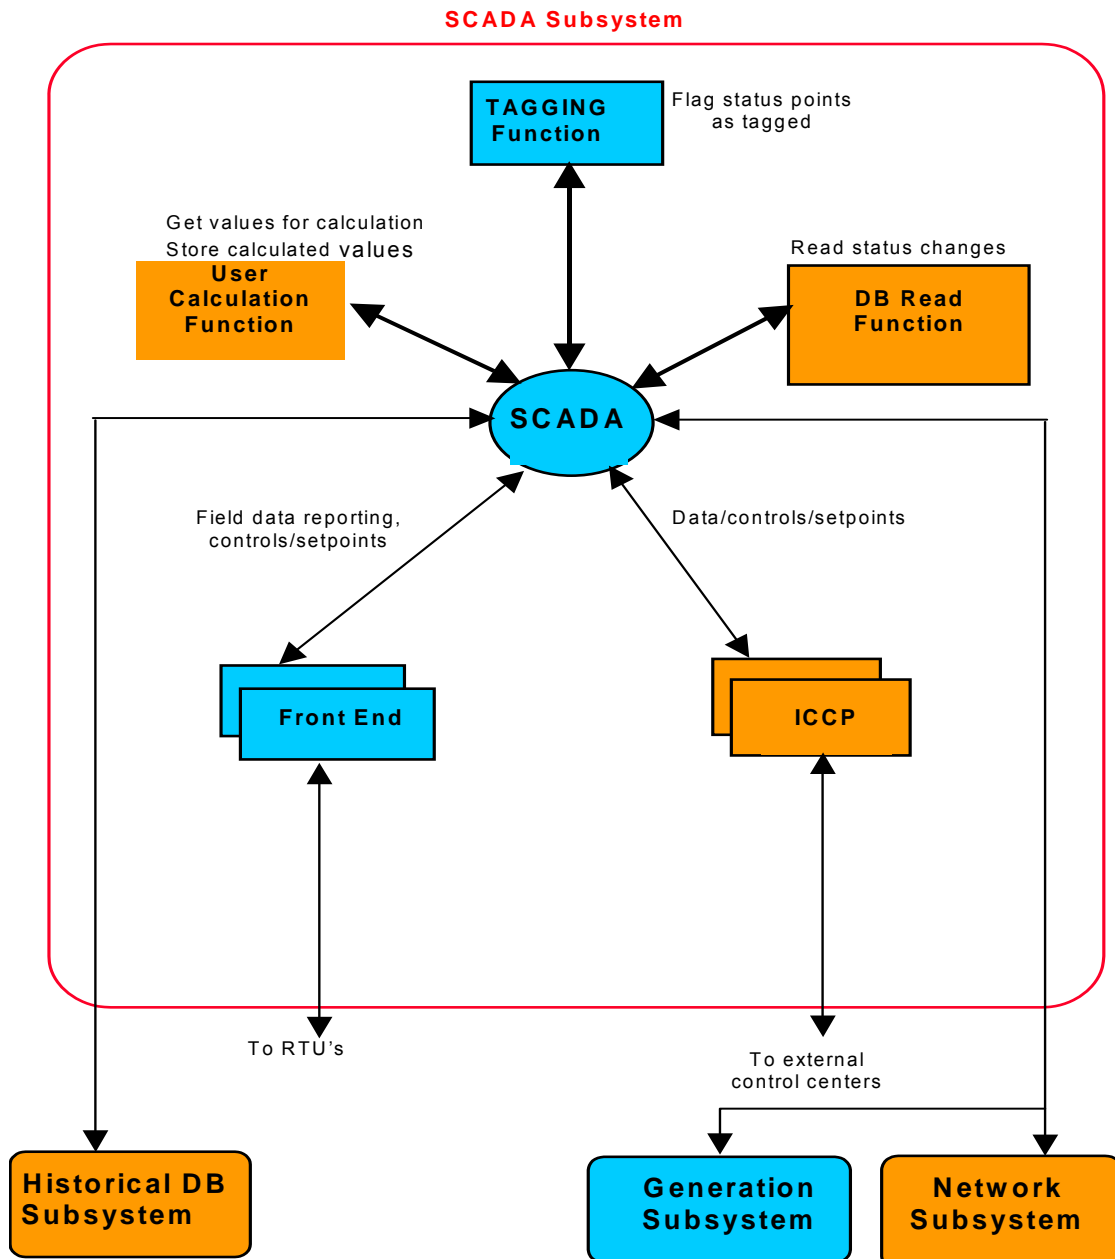 SCADA Subsystem
TAGGING
Function
Flag status points
as tagged
Get values for calculation
Store calculated values
User
Calculation
Function
Read status changes
DB Read
Function
SCADA
Field data reporting,
controls/setpoints
Data/controls/setpoints
Front End
ICCP
To RTU's
To external
control centers
Historical DB
Subsystem
Generation
Subsystem
Network
Subsystem